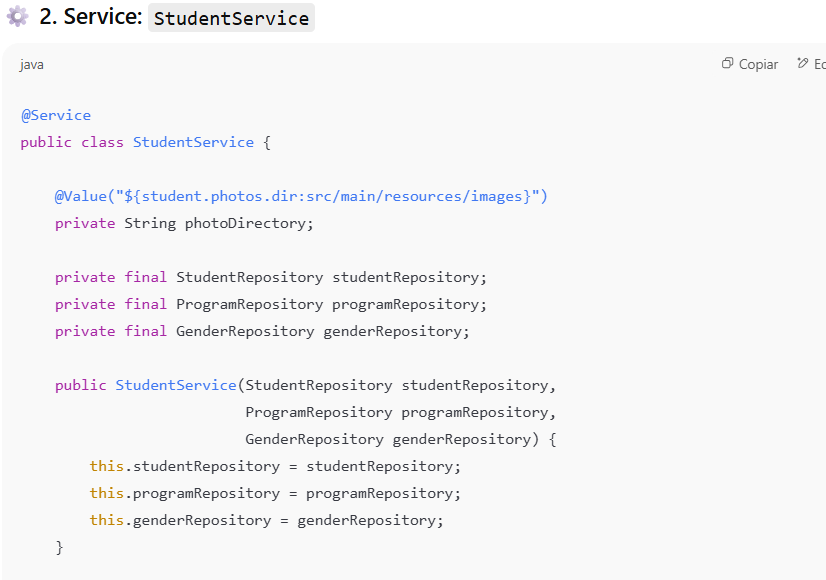 2. Service: StudentService
java
Copiar
Ed
@Service
public class StudentService {
@Value("${student.photos.dir:src/main/resources/images}")
private String photoDirectory;
private final StudentRepository studentRepository;
private final ProgramRepository programRepository;
private final GenderRepository genderRepository;
public StudentService(StudentRepository studentRepository,
ProgramRepository programRepository,
GenderRepository genderRepository) {
this.studentRepository = studentRepository;
this.programRepository = programRepository;
this.genderRepository = genderRepository;
}